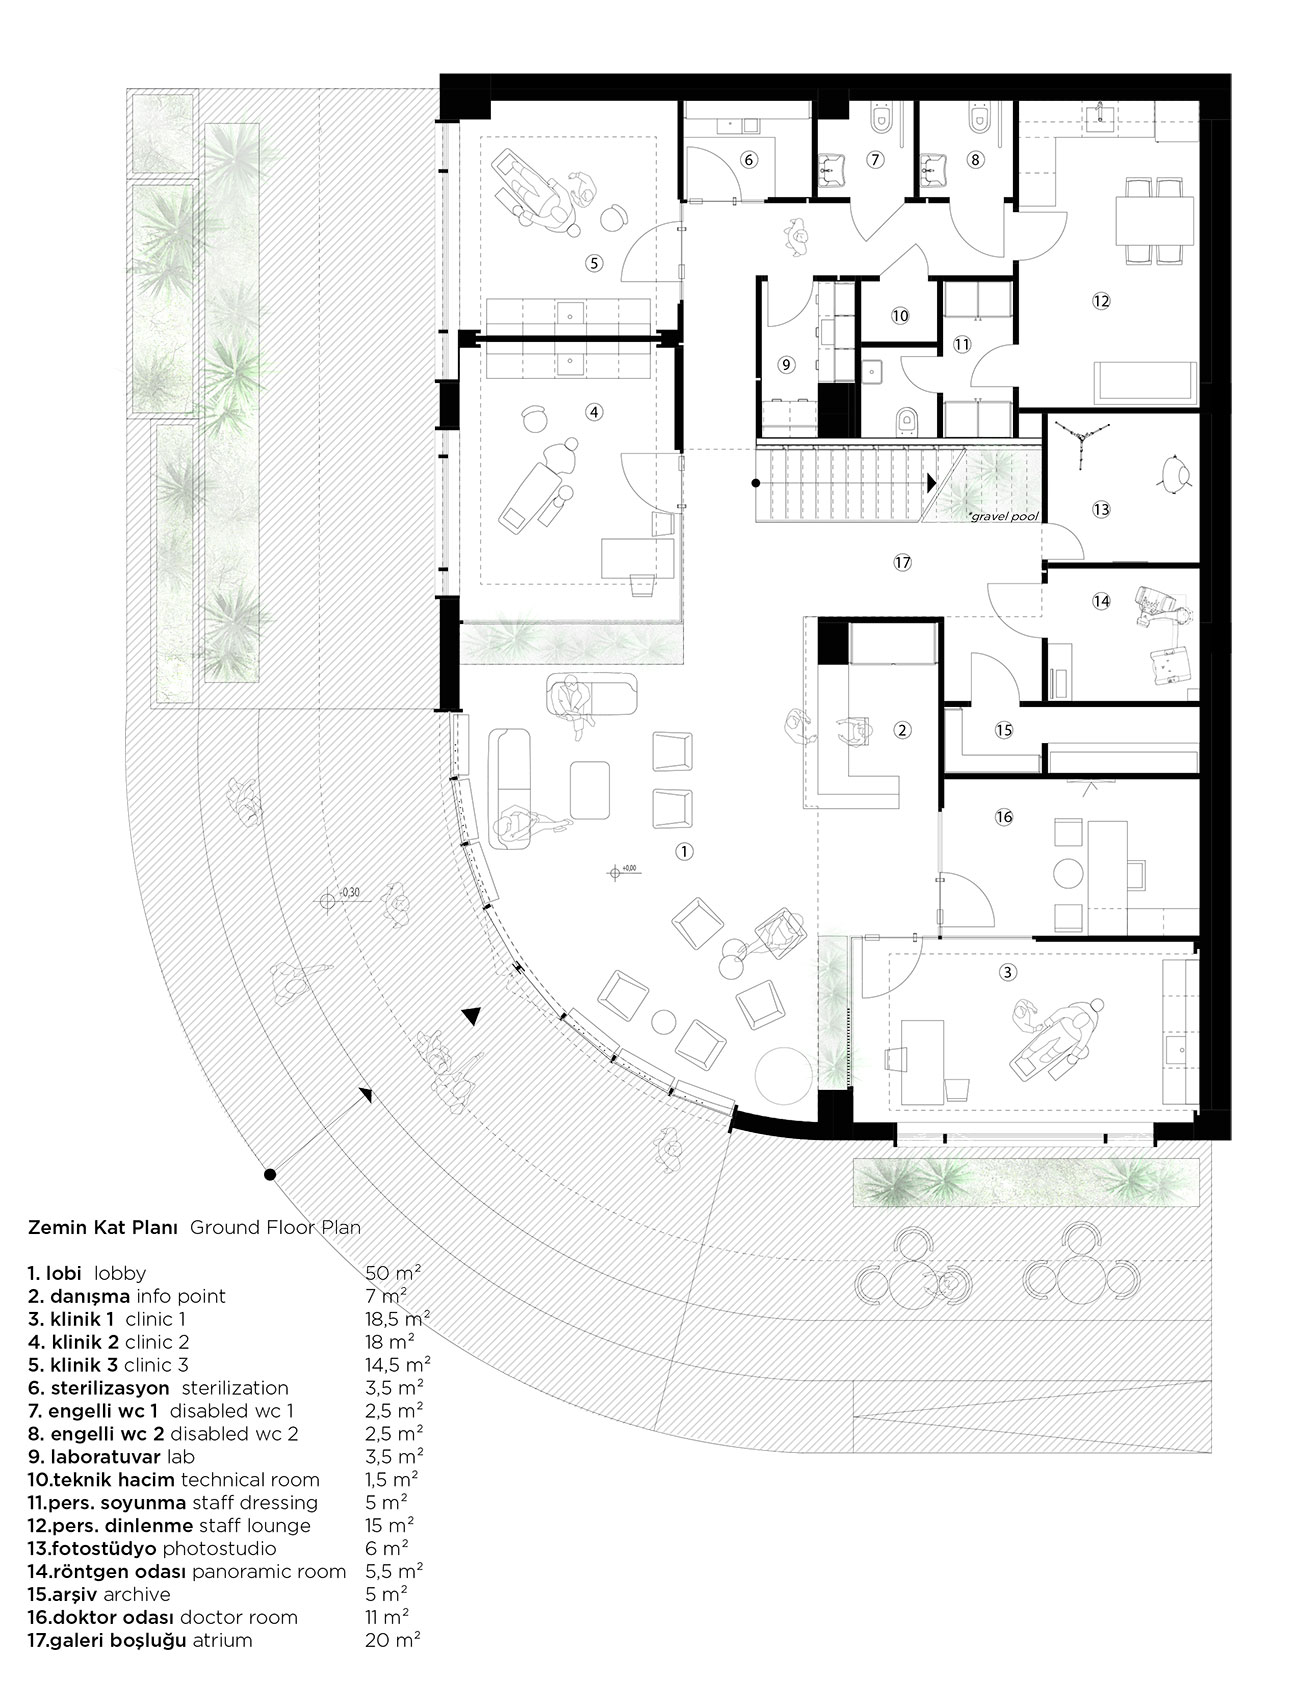 6
7
8
5
12
10
11
9
4
13
*gravel pool
17
14
2
15
16
1
+0,00
-0,30
3
Zemin Kat Planı Ground Floor Plan
1. lobi lobby 50 m²
2. danışma info point 7 m²
3. klinik 1 clinic 1 18,5 m²
4. klinik 2 clinic 2 18 m²
5. klinik 3 clinic 3 14,5 m²
6. sterilizasyon sterilization 3,5 m²
7. engelli wc 1 disabled wc 1 2,5 m²
8. engelli wc 2 disabled wc 2 2,5 m²
9. laboratuvar lab 3,5 m²
10.teknik hacim technical room 1,5 m²
11.pers. soyunma staff dressing 5 m²
12.pers. dinlenme staff lounge 15 m²
13.fotostüdyo photostudio 6 m²
14.röntgen odası panoramic room 5,5 m²
15.arşiv archive 5 m²
16.doktor odası doctor room 11 m²
17.galeri boşluğu atrium 20 m²